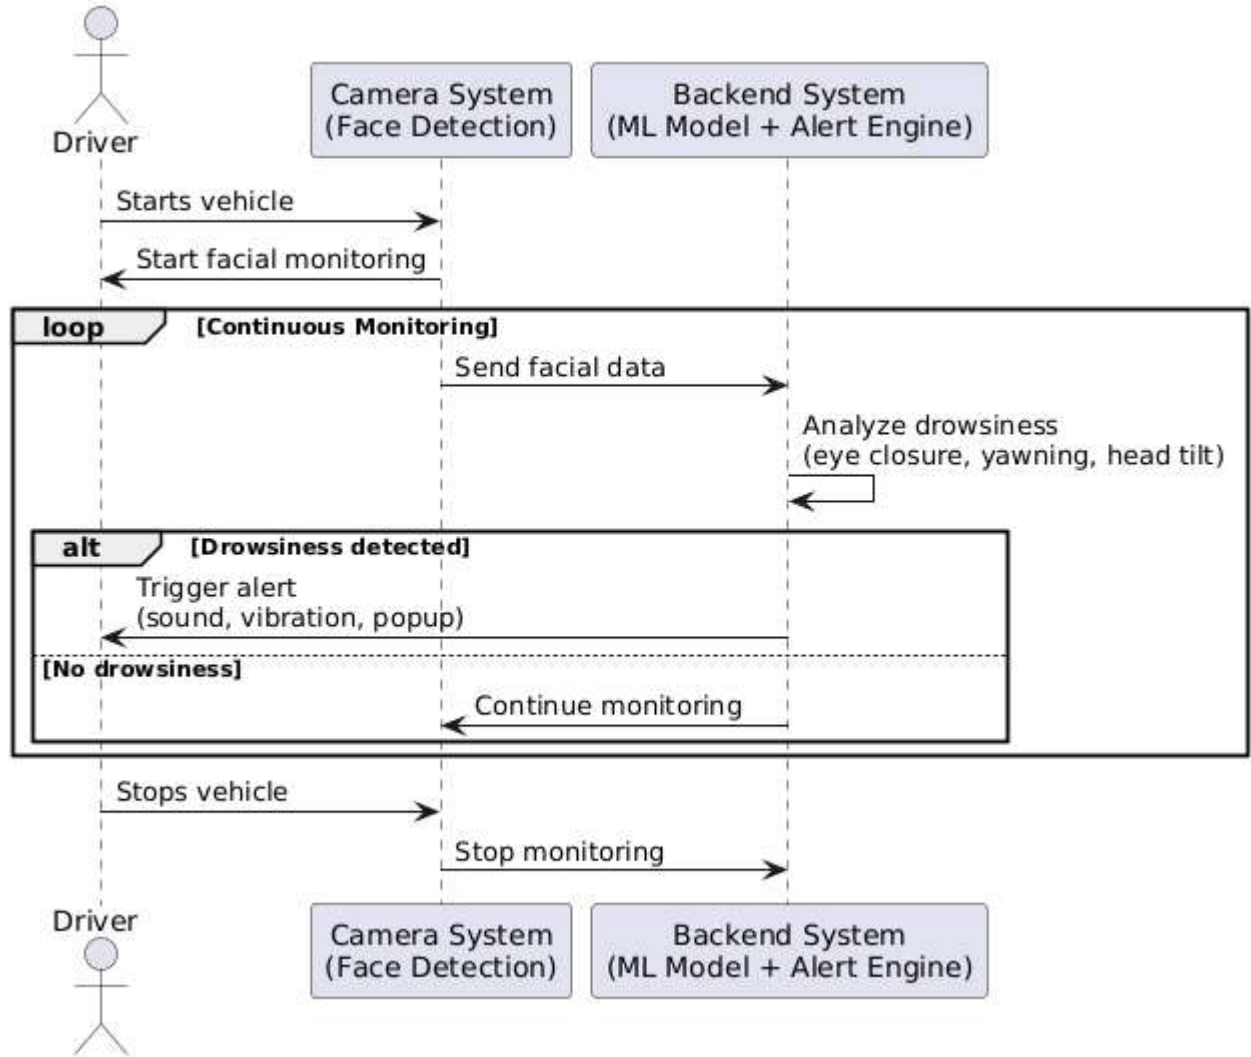 Driver
Camera System
(Face Detection)
Backend System
(ML Model + Alert Engine)
Starts vehicle
Start facial monitoring
loop
[Continuous Monitoring]
Send facial data
Analyze drowsiness
(eye closure, yawning, head tilt)
alt
[Drowsiness detected]
Trigger alert
(sound, vibration, popup)
[No drowsiness]
Continue monitoring
Stops vehicle
Stop monitoring
Driver
Camera System
(Face Detection)
Backend System
(ML Model + Alert Engine)